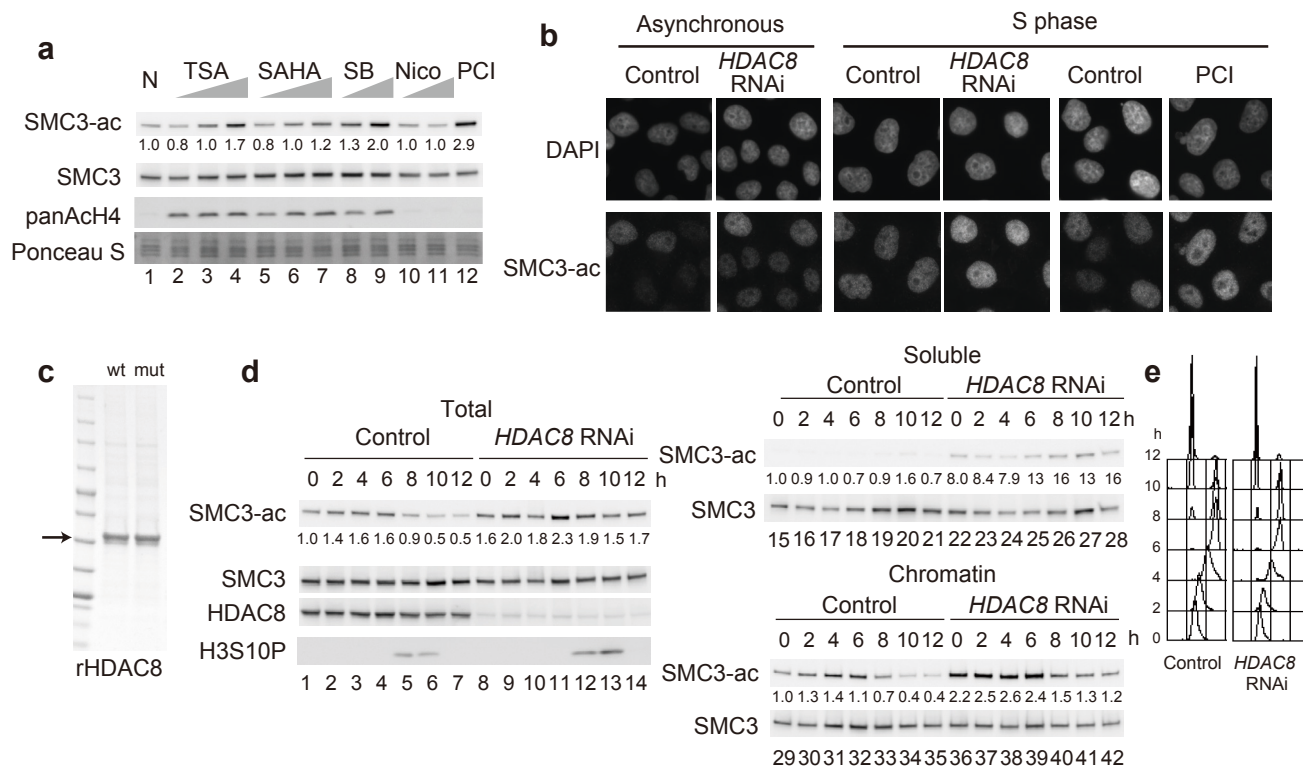 a
N TSA SAHA SB Nico PCI
SMC3-ac
1.0 0.8 1.0 1.7 0.8 1.0 1.2 1.3 2.0 1.0 1.0 2.9
SMC3
panAcH4
Ponceau S
1 2 3 4 5 6 7 8 9 10 11 12
b
Asynchronous S phase
Control HDAC8 RNAi Control HDAC8 RNAi Control PCI
DAPI
SMC3-ac
c
wt mut
rHDAC8
d
Total
Control HDAC8 RNAi
0 2 4 6 8 10 12 0 2 4 6 8 10 12 h
SMC3-ac
1.0 1.4 1.6 1.6 0.9 0.5 0.5 1.6 2.0 1.8 2.3 1.9 1.5 1.7
SMC3
HDAC8
H3S10P
1 2 3 4 5 6 7 8 9 10 11 12 13 14
Soluble
Control HDAC8 RNAi
0 2 4 6 8 10 12 0 2 4 6 8 10 12 h
SMC3-ac
1.0 0.9 1.0 0.7 0.9 1.6 0.7 8.0 8.4 7.9 13 16 13 16
SMC3
15 16 17 18 19 20 21 22 23 24 25 26 27 28
Chromatin
Control HDAC8 RNAi
0 2 4 6 8 10 12 0 2 4 6 8 10 12 h
SMC3-ac
1.0 1.3 1.4 1.1 0.7 0.4 0.4 2.2 2.5 2.6 2.4 1.5 1.3 1.2
SMC3
29 30 31 32 33 34 35 36 37 38 39 40 41 42
e
h
12
10
8
6
4
2
0
Control HDAC8
RNAi